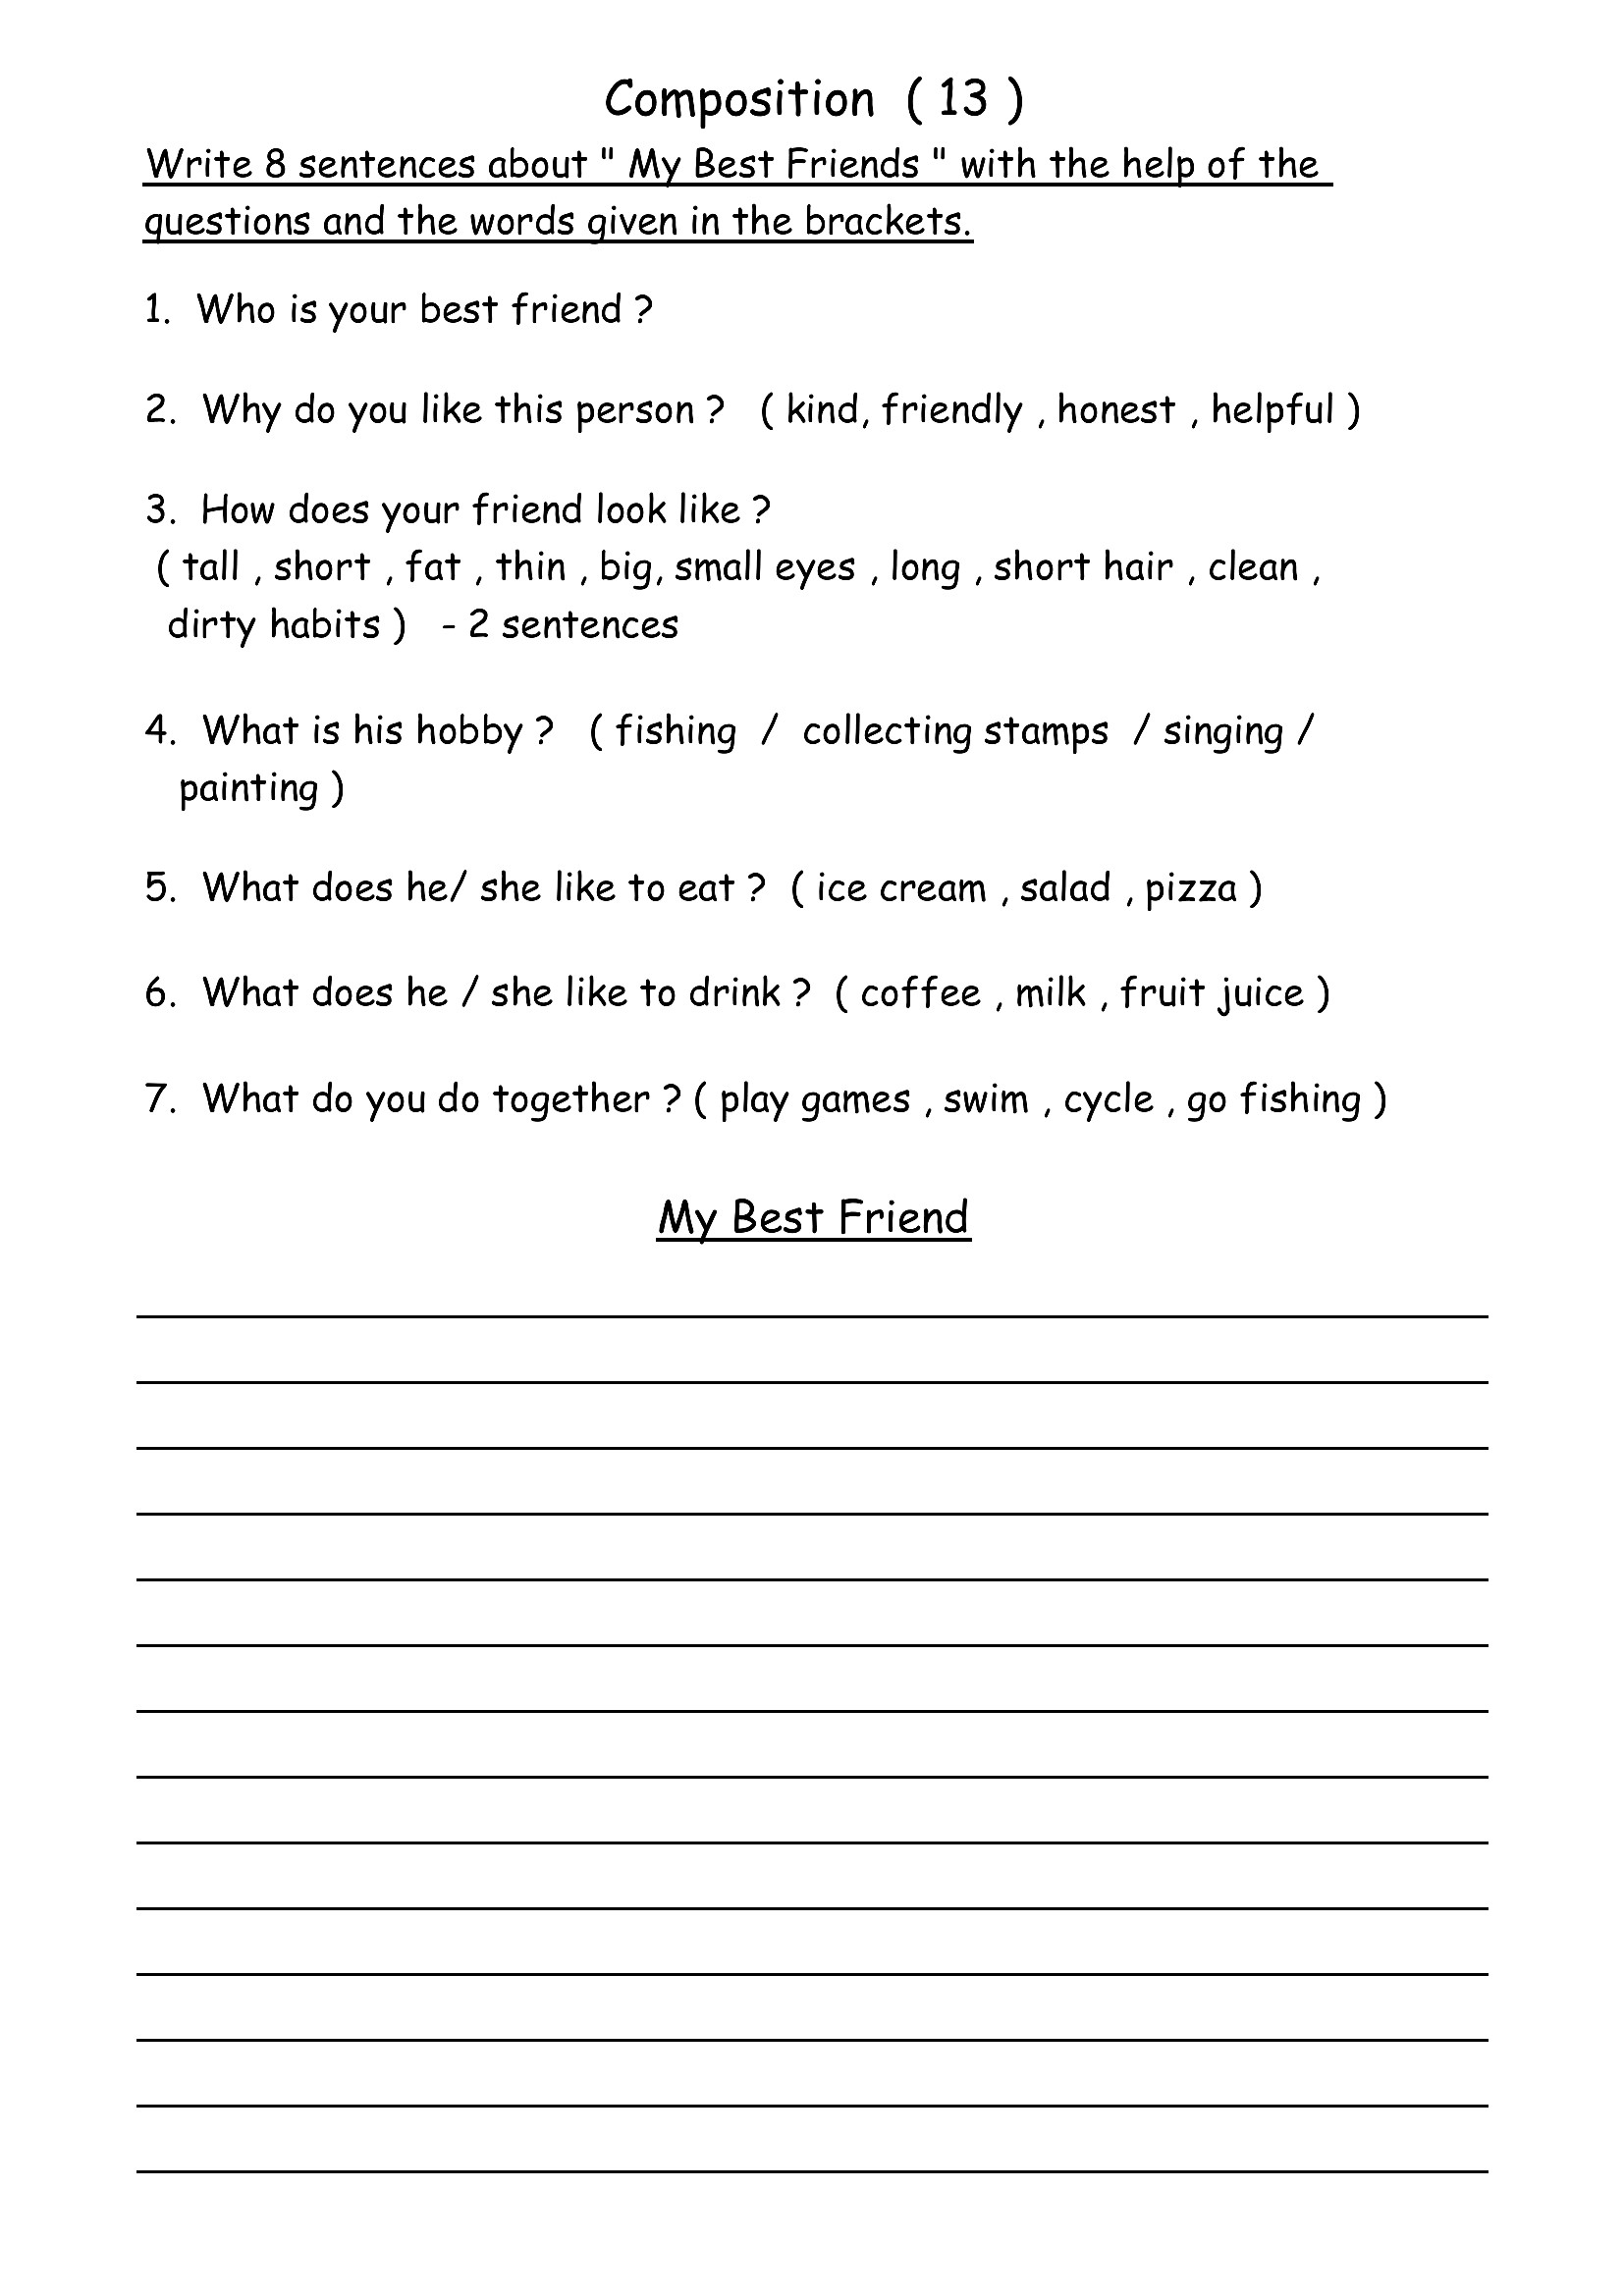 Composition ( 13 )
Write 8 sentences about " My Best Friends " with the help of the
questions and the words given in the brackets.
1. Who is your best friend ?
2. Why do you like this person ? ( kind, friendly , honest , helpful )
3. How does your friend look like ?
( tall , short , fat , thin , big, small eyes , long , short hair , clean ,
dirty habits ) - 2 sentences
4. What is his hobby ? ( fishing / collecting stamps / singing /
painting )
5. What does he/ she like to eat ? ( ice cream , salad , pizza )
6. What does he / she like to drink ? ( coffee , milk , fruit juice )
7. What do you do together ? ( play games , swim , cycle , go fishing )
My Best Friend